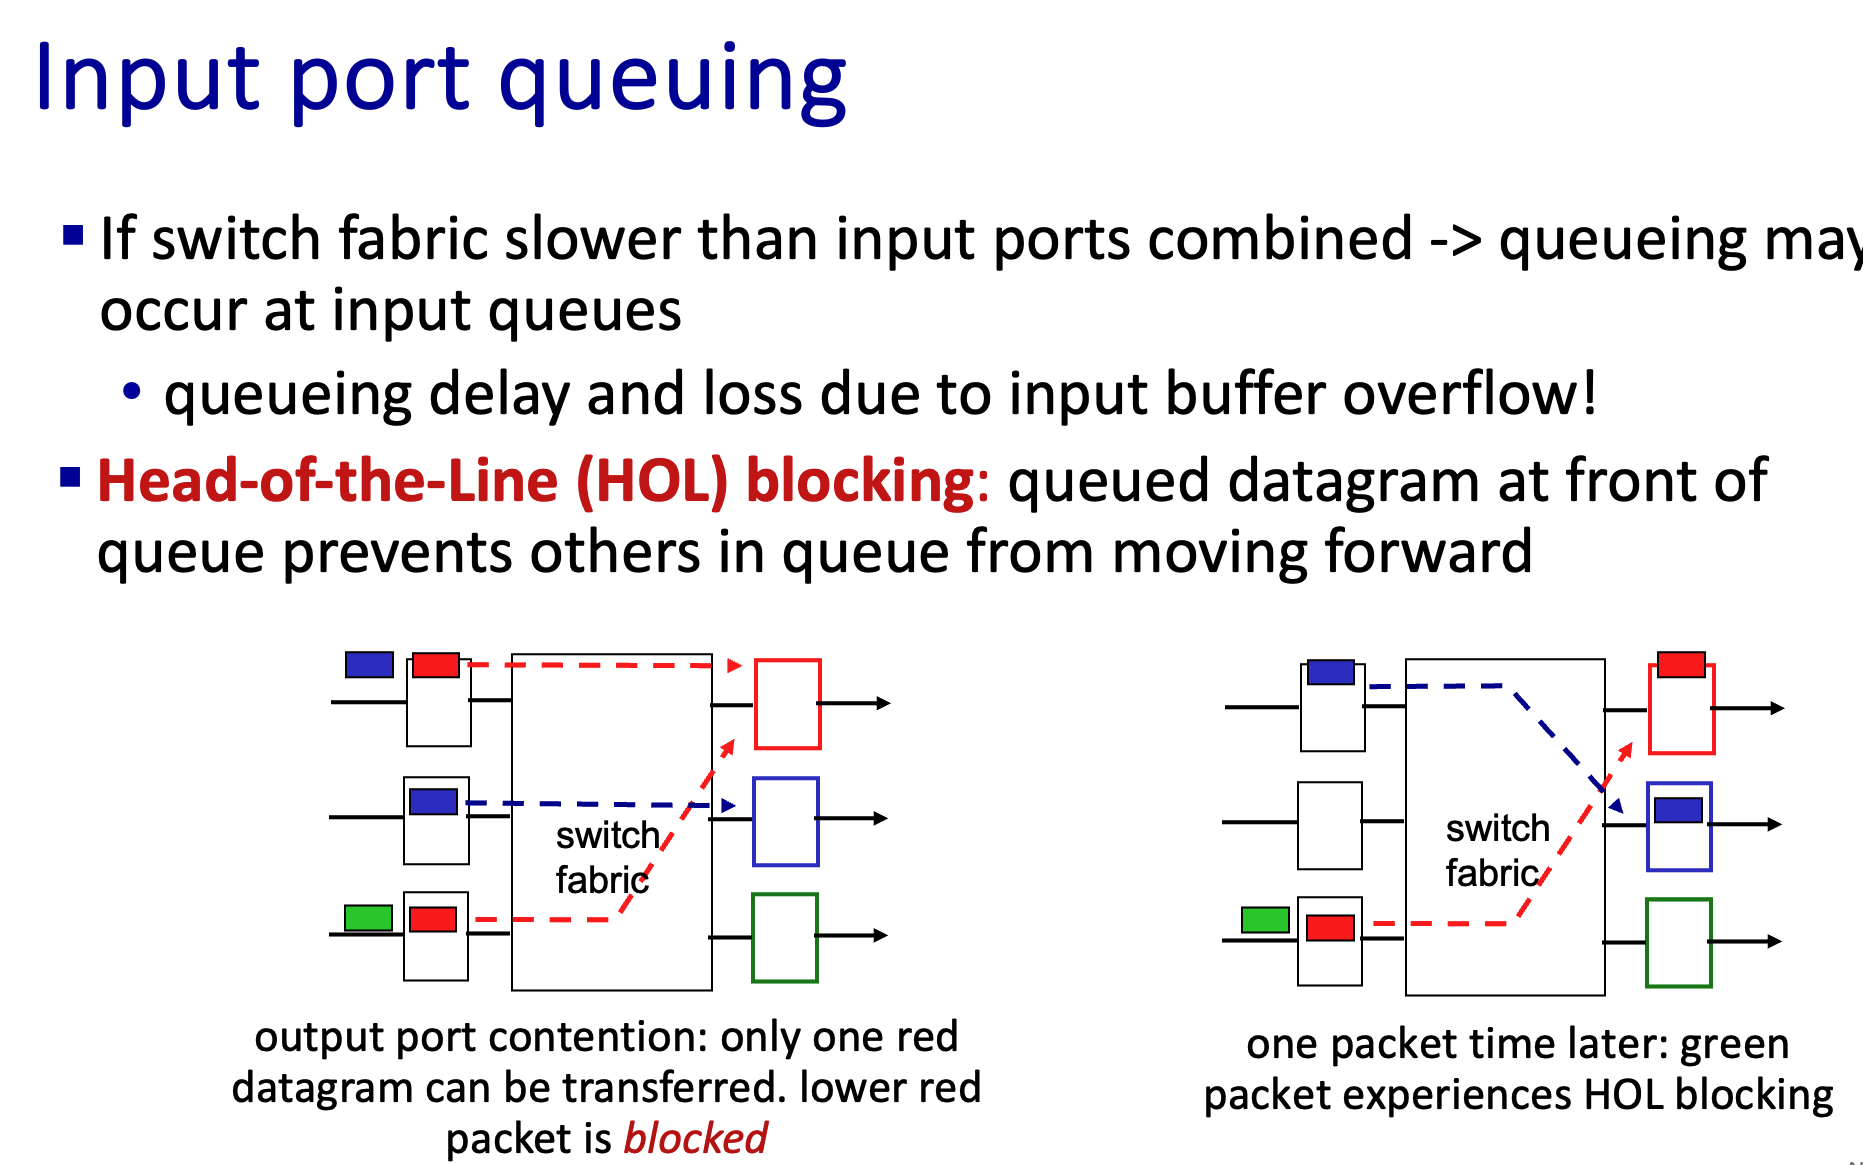 Input port queuing
▪ If switch fabric slower than input ports combined -> queueing may
occur at input queues
• queueing delay and loss due to input buffer overflow!
▪ Head-of-the-Line (HOL) blocking: queued datagram at front of
queue prevents others in queue from moving forward
switch
fabric
output port contention: only one red
datagram can be transferred. lower red
packet is blocked
switch
fabric
one packet time later: green
packet experiences HOL blocking